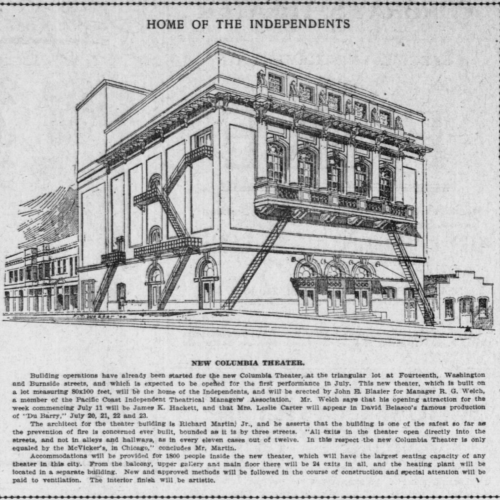 HOME OF THE INDEPENDENTS
NEW COLUMBIA THEATER.
Building operations have already been started for the new Columbia Theater, at the triangular lot at Fourteenth, Washington
and Burnside streets, and which is expected to be opened for the first performance in July. This new theater, which is built on
a lot measuring 80x100 feet, will be the home of the Independents, and will be erected by John E. Blazier for Manager R. G. Welch,
a member of the Pacific Coast Independent Theatrical Managers' Association. Mr. Welch says that his opening attraction for the
week commencing July 11 will be James K. Hackett, and that Mrs. Leslie Carter will appear in David Belasco's famous production
of "Du Barry," July 20, 21, 22 and 23.
The architect for the theater building is Richard Martin, Jr., and he asserts that the building is one of the safest so far as
the prevention of fire is concerned ever built, bounded as it is by three streets. "All exits in the theater open directly into the
streets, and not in alleys and hallways, as in every eleven cases out of twelve. In this respect the new Columbia Theater is only
equaled by the McVicker's, in Chicago," concludes Mr. Martin.
Accommodations will be provided for 1500 people inside the new theater, which will have the largest seating capacity of any
theater in this city. From the balcony, upper gallery and main floor there will be 24 exits in all, and the heating plant will be
located in a separate building. New and approved methods will be followed in the course of construction and special attention will be
paid to ventilation. The interior finish will be artistic.